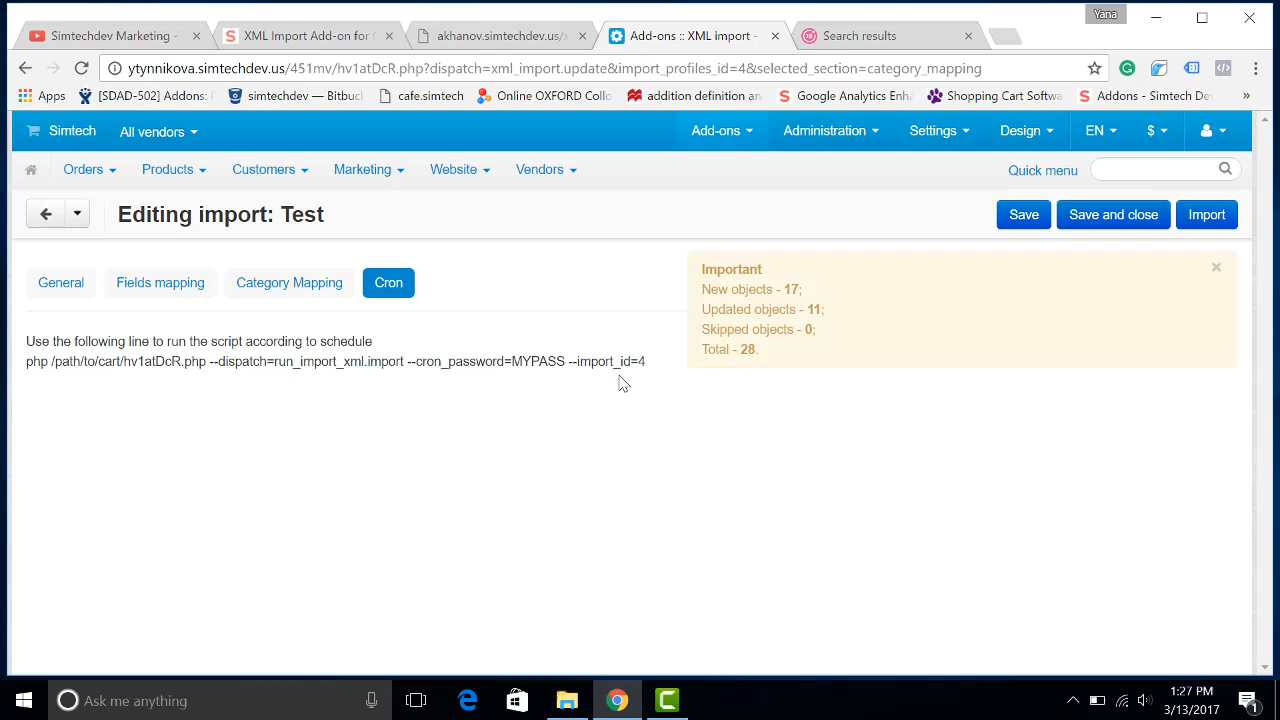 Yana
Simtechdev Marketing -
XML Import Add-on for
akhanov.simtechdev.us/
Add-ons :: XML import -
Search results
ytynnikova.simtechdev.us/451mv/hv1atDcR.php?dispatch=xml_import.update&import_profiles_id=4&selected_section=category_mapping
Apps
[SDAD-502] Addons:
simtechdev — Bitbuc
cafe.simtech
Online OXFORD Collo
addition definition an
Google Analytics Enha
Shopping Cart Softwa
Addons - Simtech De
»
Simtech
All vendors
Add-ons
Administration
Settings
Design
EN
$
Orders
Products
Customers
Marketing
Website
Vendors
Quick menu
Editing import: Test
Save
Save and close
Import
General
Fields mapping
Category Mapping
Cron
Important
New objects - 17;
Updated objects - 11;
Skipped objects - 0;
Total - 28.
Use the following line to run the script according to schedule
php /path/to/cart/hv1atDcR.php --dispatch=run_import_xml.import --cron_password=MYPASS --import_id=4
Ask me anything
1:27 PM
3/13/2017
1